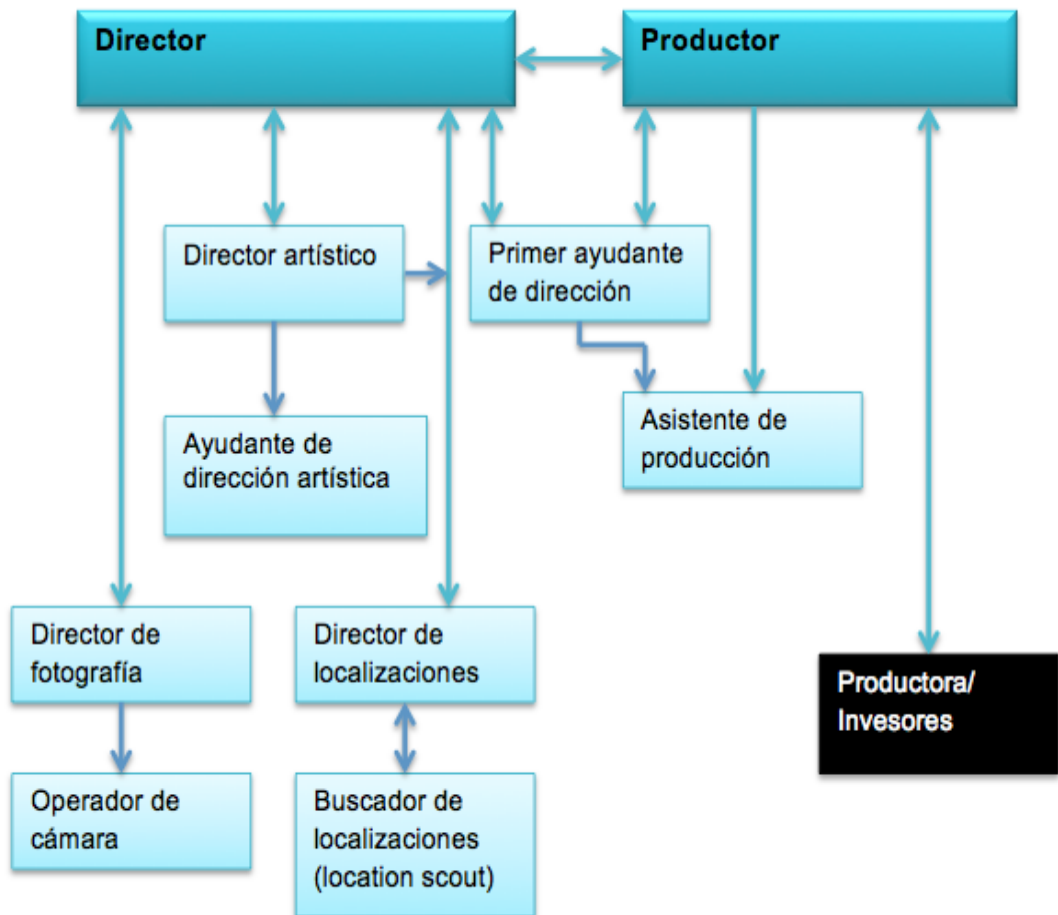 Director
Productor
Director artístico
Primer ayudante
de dirección
Ayudante de
dirección artística
Asistente de
producción
Director de
fotografía
Director de
localizaciones
Productora/
Invesores
Operador de
cámara
Buscador de
localizaciones
(location scout)